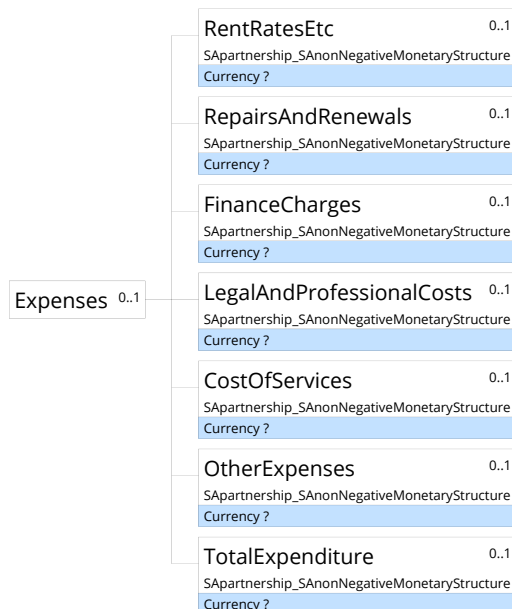 RentRatesEtc 0..1
SApartnership_SAnonNegativeMonetaryStructure
Currency ?
RepairsAndRenewals 0..1
SApartnership_SAnonNegativeMonetaryStructure
Currency ?
FinanceCharges 0..1
SApartnership_SAnonNegativeMonetaryStructure
Currency ?
Expenses 0..1
LegalAndProfessionalCosts 0..1
SApartnership_SAnonNegativeMonetaryStructure
Currency ?
CostOfServices 0..1
SApartnership_SAnonNegativeMonetaryStructure
Currency ?
OtherExpenses 0..1
SApartnership_SAnonNegativeMonetaryStructure
Currency ?
TotalExpenditure 0..1
SApartnership_SAnonNegativeMonetaryStructure
Currency ?